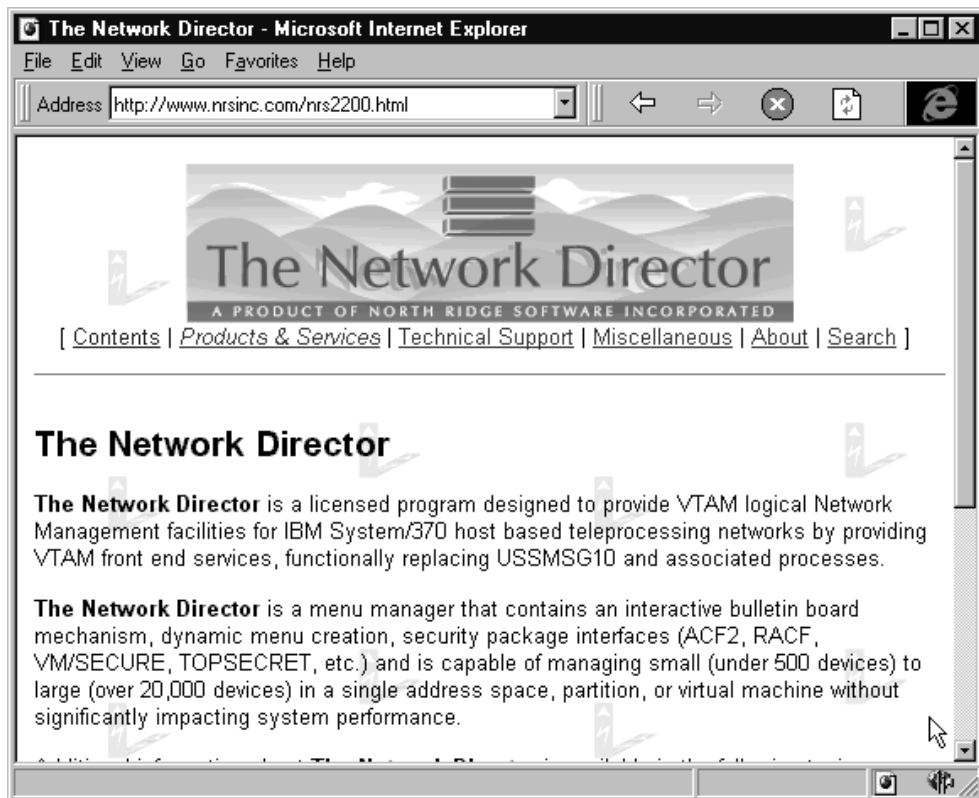 The Network Director - Microsoft Internet Explorer
File Edit View Go Favorites Help
Address http://www.nrsinc.com/nrs2200.html
The Network Director
A PRODUCT OF NORTH RIDGE SOFTWARE INCORPORATED
[ Contents | Products & Services | Technical Support | Miscellaneous | About | Search ]
The Network Director
The Network Director is a licensed program designed to provide VTAM logical Network
Management facilities for IBM System/370 host based teleprocessing networks by providing
VTAM front end services, functionally replacing USSMSG10 and associated processes.
The Network Director is a menu manager that contains an interactive bulletin board
mechanism, dynamic menu creation, security package interfaces (ACF2, RACF,
VM/SECURE, TOPSECRET, etc.) and is capable of managing small (under 500 devices) to
large (over 20,000 devices) in a single address space, partition, or virtual machine without
significantly impacting system performance.